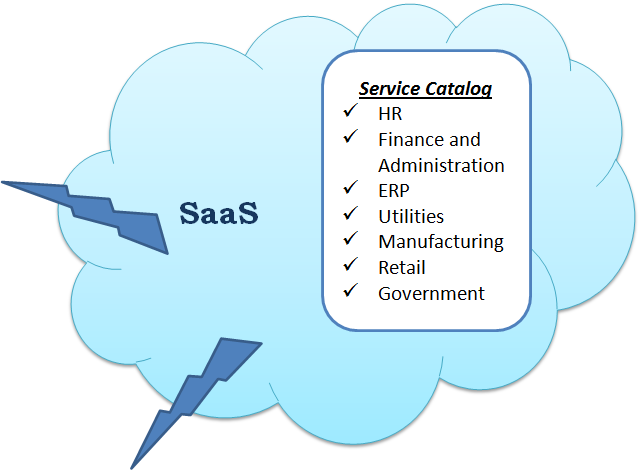 SaaS
Service Catalog
✓ HR
✓ Finance and
Administration
✓ ERP
✓ Utilities
✓ Manufacturing
✓ Retail
✓ Government